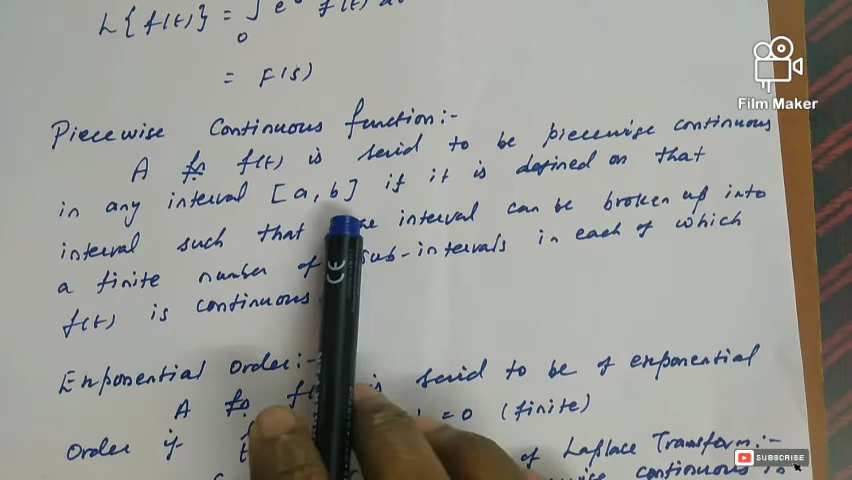 L{f(t)} = ∫ e f(t) dt
0
= F(s)
Film Maker
Piecewise Continuous function:-
A fn f(t) is said to be piecewise continuous
in any interval [a, b] if it is defined on that
interval such that interval can be broken up into
a finite number of sub-intervals in each of which
f(t) is continuous
Exponential Order:-
A fn is said to be of exponential
Order if = 0 (finite)
of Laplace Transform:-
continuous in
SUBSCRIBE